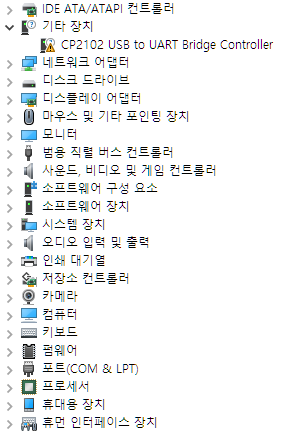 IDE ATA/ATAPI 컨트롤러
기타 장치
CP2102 USB to UART Bridge Controller
네트워크 어댑터
디스크 드라이브
디스플레이 어댑터
마우스 및 기타 포인팅 장치
모니터
범용 직렬 버스 컨트롤러
사운드, 비디오 및 게임 컨트롤러
소프트웨어 구성 요소
소프트웨어 장치
시스템 장치
오디오 입력 및 출력
인쇄 대기열
저장소 컨트롤러
카메라
컴퓨터
키보드
펌웨어
포트(COM & LPT)
프로세서
휴대용 장치
휴먼 인터페이스 장치